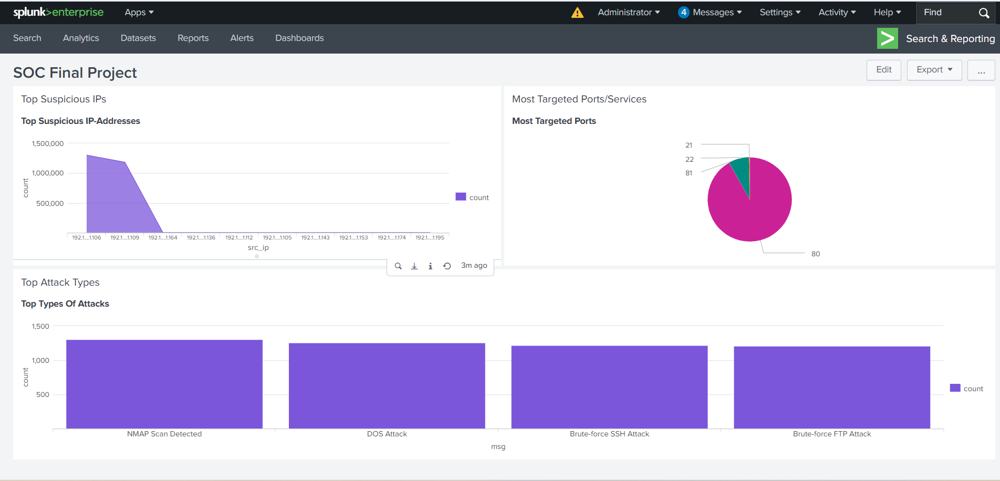 splunk>enterprise Apps Administrator 4 Messages Settings Activity Help Find
Search Analytics Datasets Reports Alerts Dashboards Search & Reporting
SOC Final Project
Edit Export ...
Top Suspicious IPs
Top Suspicious IP-Addresses
1,500,000
1,000,000
500,000
count
192.1....1.106 192.1....1.109 192.1....1.164 192.1....1.136 192.1....1.112 192.1....1.105 192.1....1.143 192.1....1.153 192.1....1.174 192.1....1.195
src_ip
count
3m ago
Most Targeted Ports/Services
Most Targeted Ports
21
22
81
80
Top Attack Types
Top Types Of Attacks
1,500
1,000
500
count
NMAP Scan Detected DOS Attack Brute-force SSH Attack Brute-force FTP Attack
msg
count